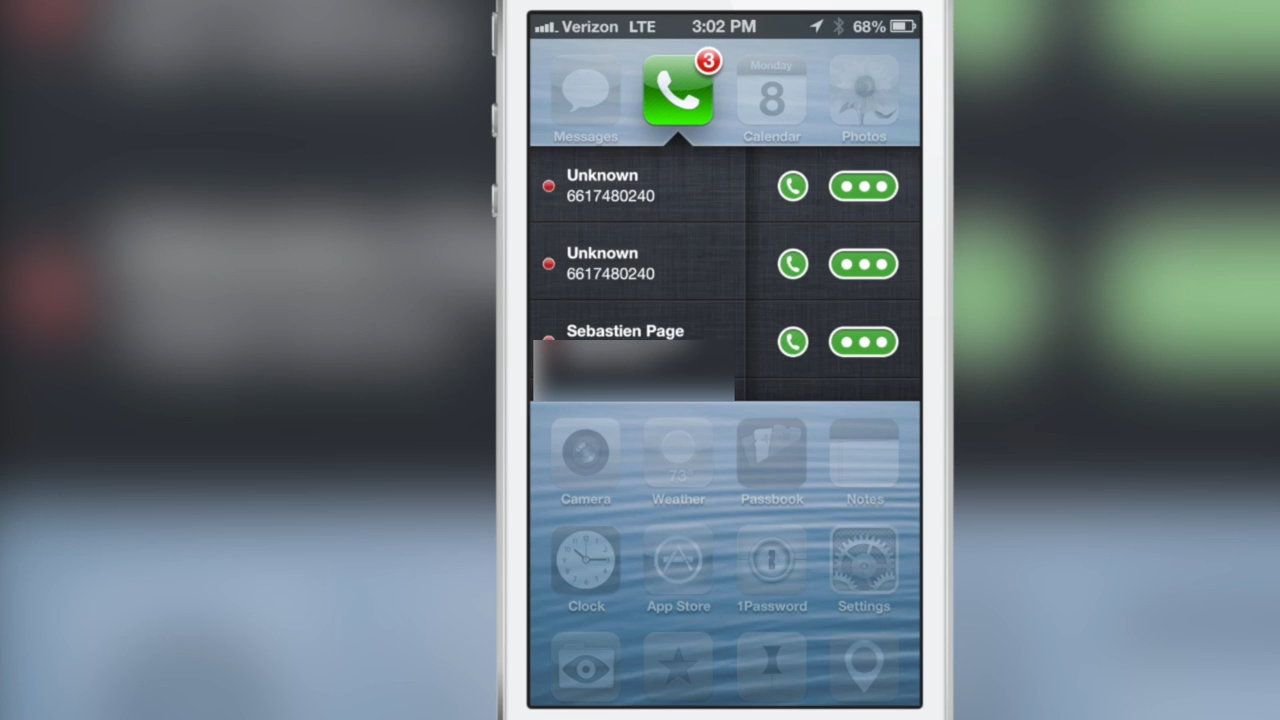 Verizon LTE 3:02 PM 68%
3
Monday
8
Messages Calendar Photos
Unknown
6617480240
Unknown
6617480240
Sebastien Page
73°
Camera Weather Passbook Notes
Clock App Store 1Password Settings